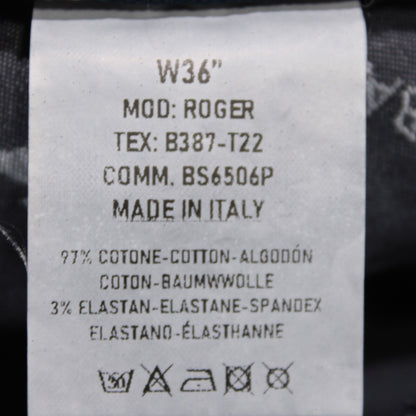 W36"
MOD: ROGER
TEX: B387-T22
COMM. BS6506P
MADE IN ITALY
97% COTONE-COTTON-ALGODÓN
COTON-BAUMWWOLLE
3% ELASTAN-ELASTANE-SPANDEX
ELASTANO-ÉLASTHANNE